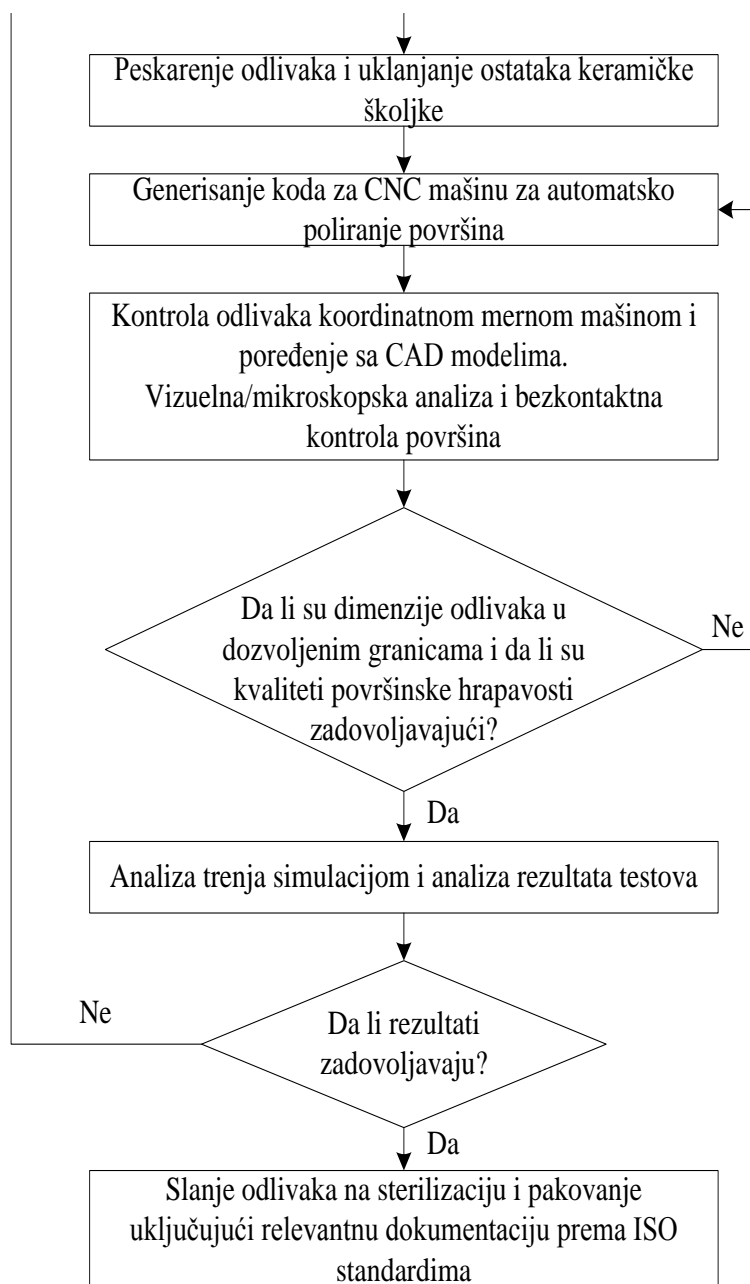 Peskarenje odlivaka i uklanjanje ostataka keramičke
školjke
Generisanje koda za CNC mašinu za automatsko
poliranje površina
Kontrola odlivaka koordinatnom mernom mašinom i
poređenje sa CAD modelima.
Vizuelna/mikroskopska analiza i bezkontaktna
kontrola površina
Da li su dimenzije odlivaka u
dozvoljenim granicama i da li su
kvaliteti površinske hrapavosti
zadovoljavajući?
Ne
Da
Analiza trenja simulacijom i analiza rezultata testova
Ne
Da li rezultati
zadovoljavaju?
Da
Slanje odlivaka na sterilizaciju i pakovanje
uključujući relevantnu dokumentaciju prema ISO
standardima